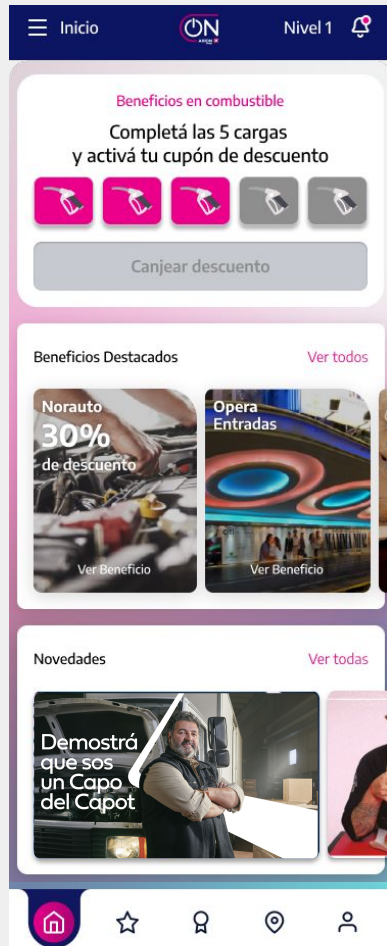 Inicio
ON
AXION
Nivel 1
Beneficios en combustible
Completá las 5 cargas
y activá tu cupón de descuento
Canjear descuento
Beneficios Destacados
Ver todos
Norauto
30%
de descuento
Ver Beneficio
Opera
Entradas
Ver Beneficio
Novedades
Ver todas
Demostrá
que sos
un Capo
del Capot